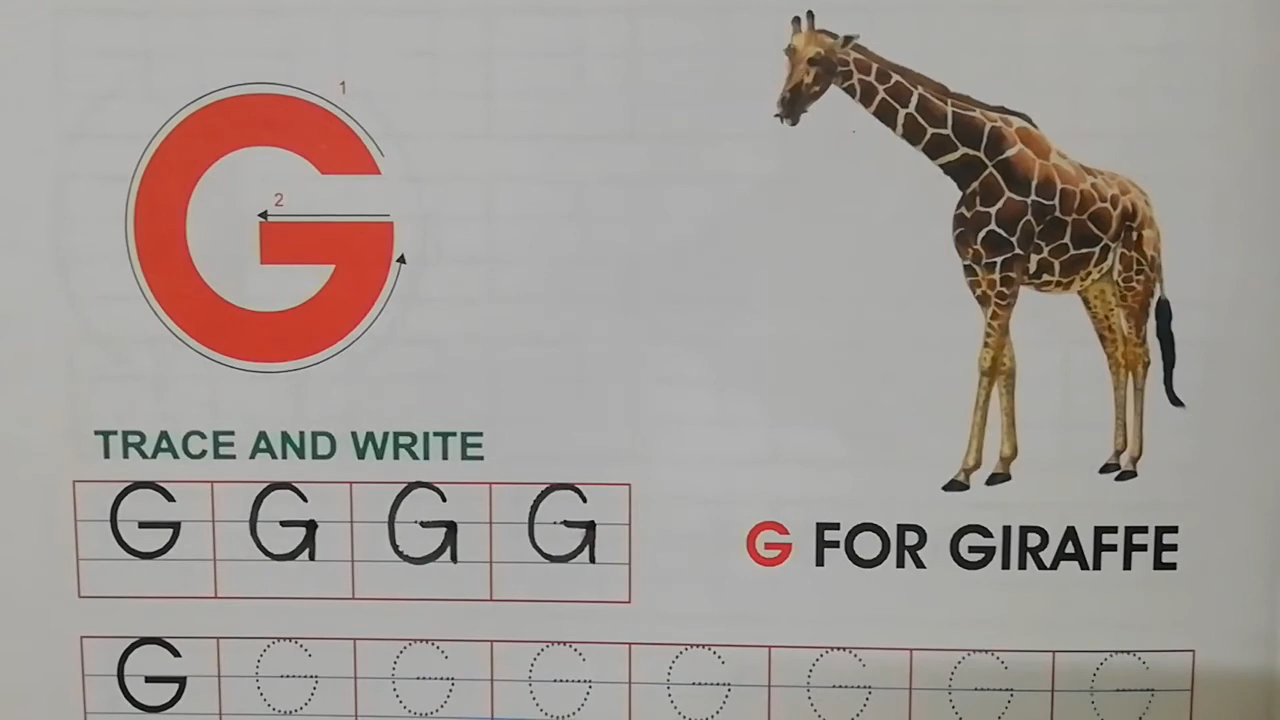 G
1
2
TRACE AND WRITE
G G G G
G FOR GIRAFFE
G G G G G G G G